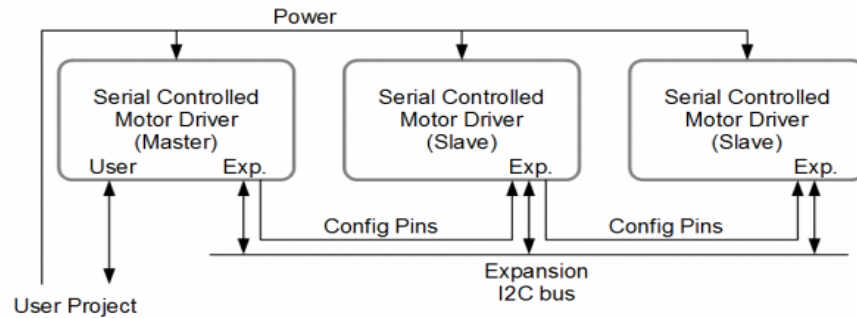 Power
Serial Controlled
Motor Driver
(Master)
User
Exp.
Serial Controlled
Motor Driver
(Slave)
Exp.
Serial Controlled
Motor Driver
(Slave)
Exp.
Config Pins
Config Pins
Expansion
I2C bus
User Project